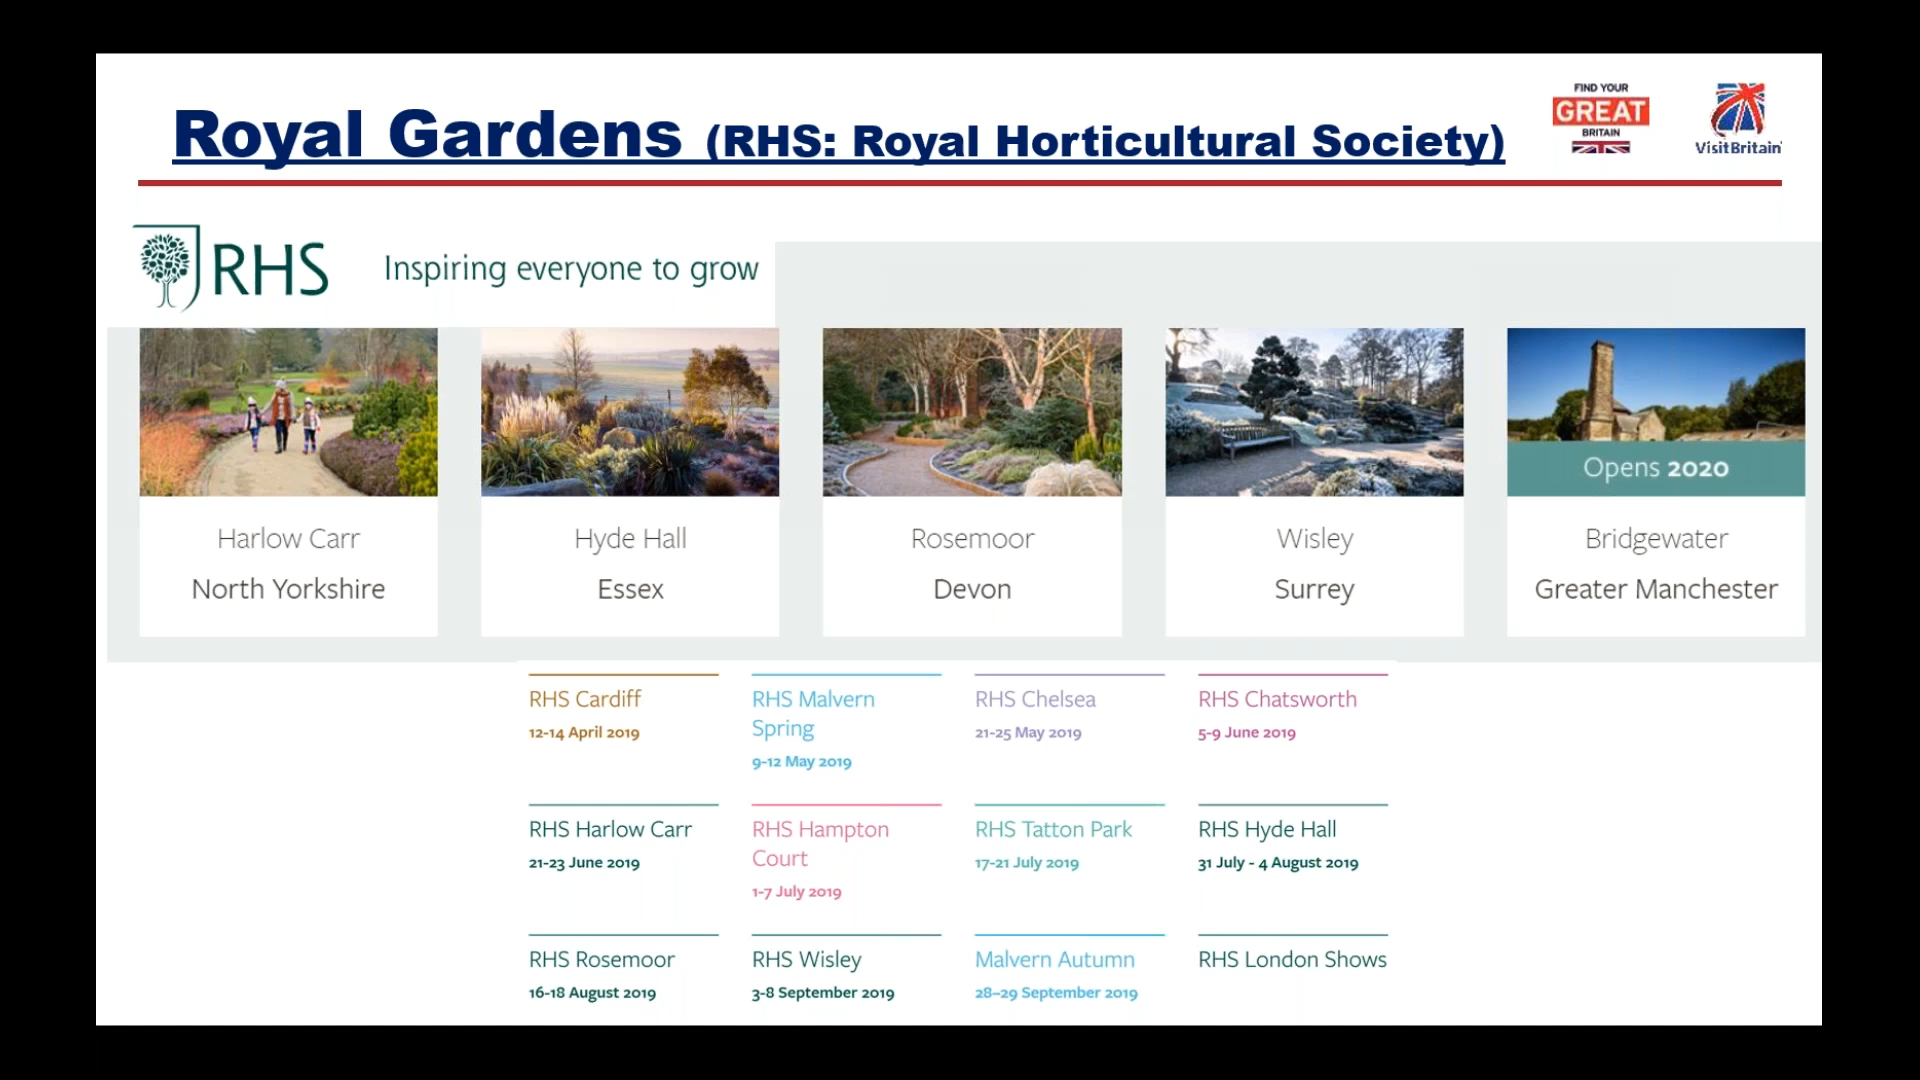 Royal Gardens (RHS: Royal Horticultural Society)
FIND YOUR
GREAT
BRITAIN
VisitBritain
RHS
Inspiring everyone to grow
Opens 2020
Harlow Carr
North Yorkshire
Hyde Hall
Essex
Rosemoor
Devon
Wisley
Surrey
Bridgewater
Greater Manchester
RHS Cardiff
12-14 April 2019
RHS Malvern
Spring
9-12 May 2019
RHS Chelsea
21-25 May 2019
RHS Chatsworth
5-9 June 2019
RHS Harlow Carr
21-23 June 2019
RHS Hampton
Court
1-7 July 2019
RHS Tatton Park
17-21 July 2019
RHS Hyde Hall
31 July - 4 August 2019
RHS Rosemoor
16-18 August 2019
RHS Wisley
3-8 September 2019
Malvern Autumn
28–29 September 2019
RHS London Shows